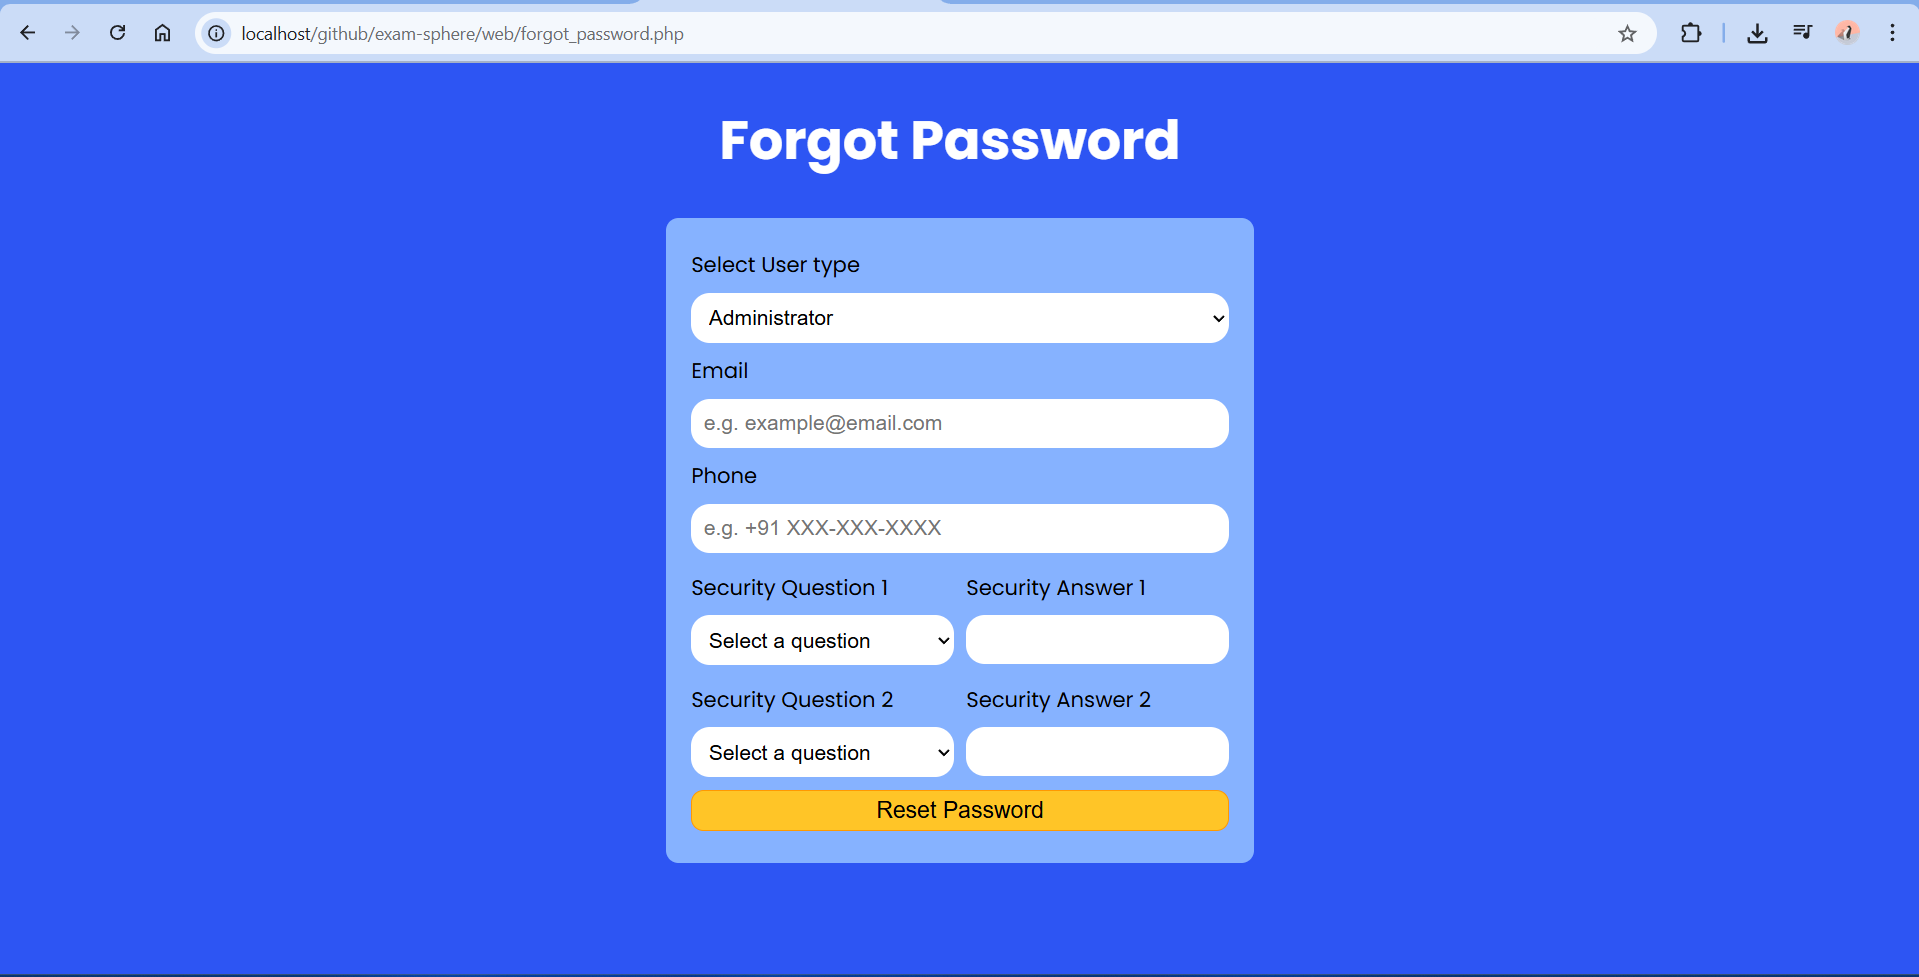 localhost/github/exam-sphere/web/forgot_password.php
Forgot Password
Select User type
Administrator
Email
e.g. example@email.com
Phone
e.g. +91 XXX-XXX-XXXX
Security Question 1 Security Answer 1
Select a question
Security Question 2 Security Answer 2
Select a question
Reset Password